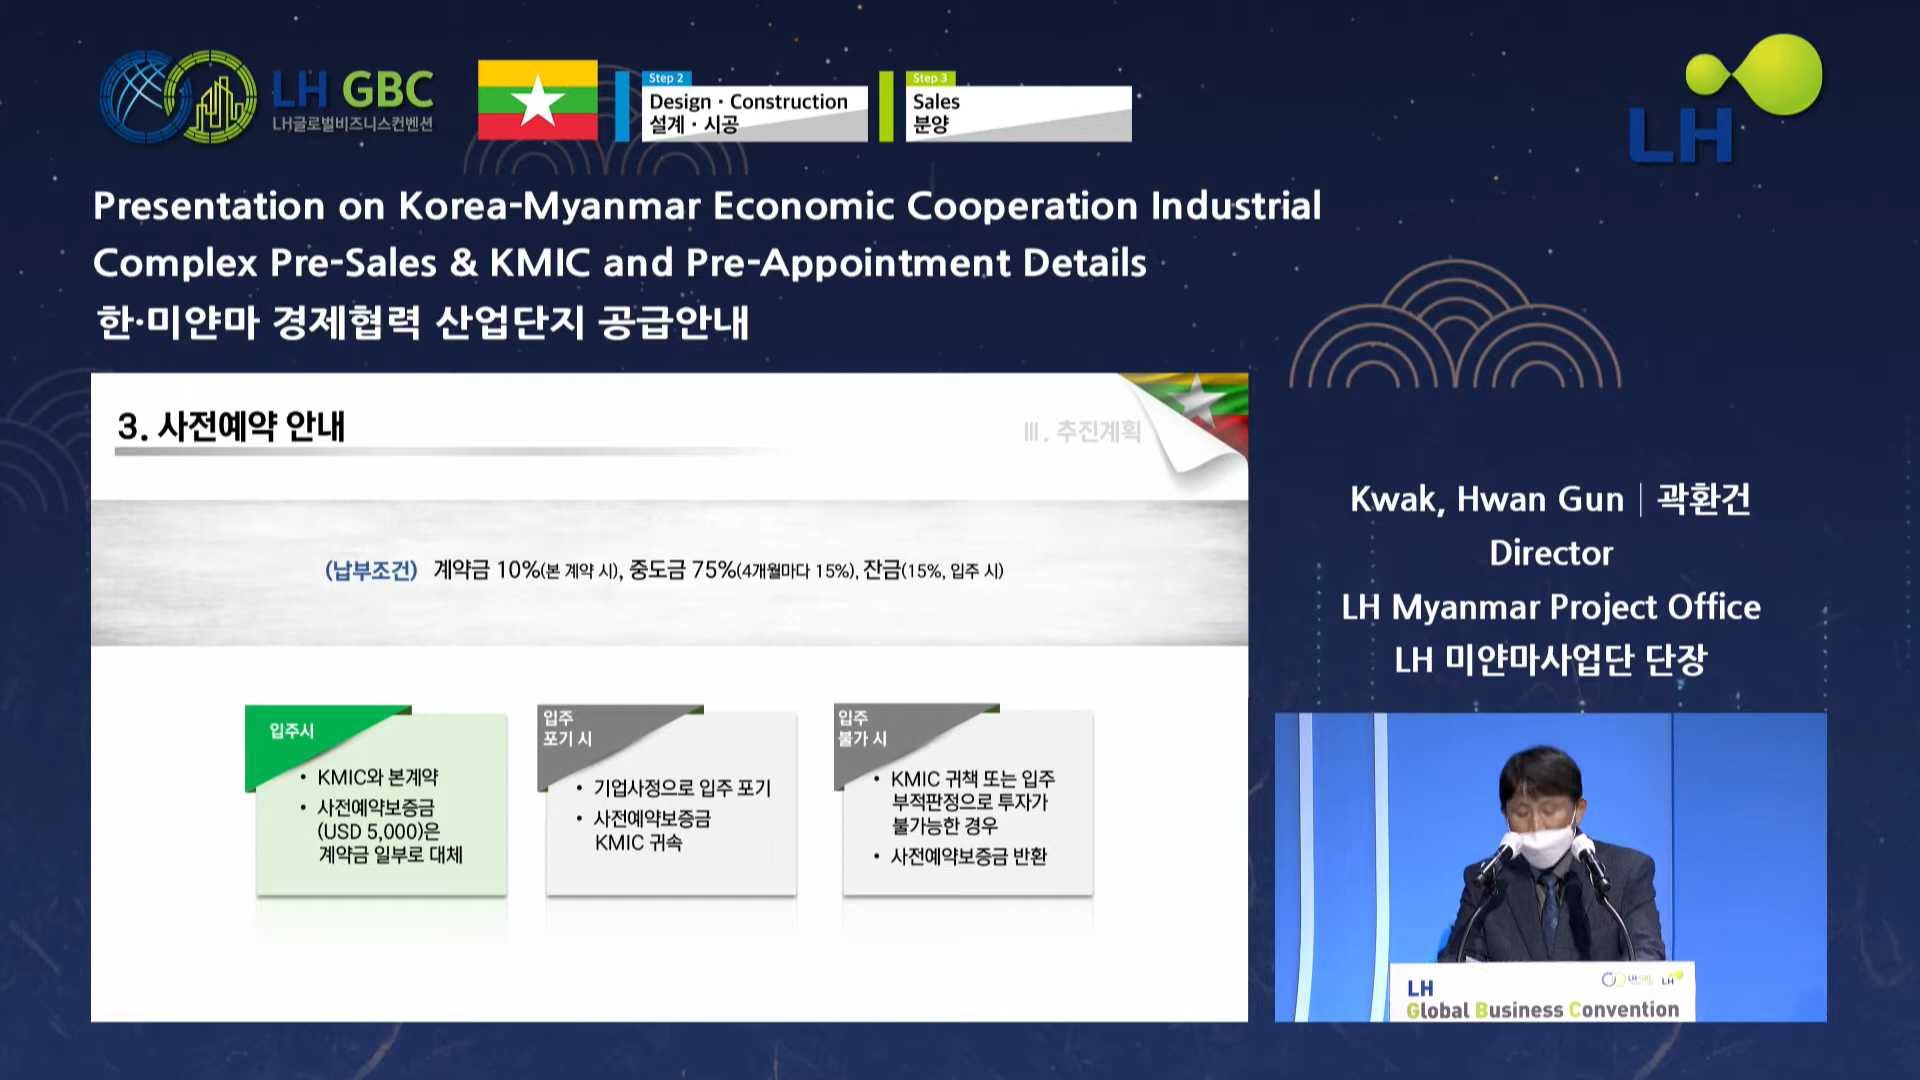 LH GBC
LH글로벌비즈니스컨벤션
Step 2
Design · Construction
설계 · 시공
Step 3
Sales
분양
LH
Presentation on Korea-Myanmar Economic Cooperation Industrial
Complex Pre-Sales & KMIC and Pre-Appointment Details
한·미얀마 경제협력 산업단지 공급안내
3. 사전예약 안내
Ⅲ. 추진계획
(납부조건) 계약금 10%(본 계약 시), 중도금 75%(4개월마다 15%), 잔금(15%, 입주 시)
입주시
• KMIC와 본계약
• 사전예약보증금
(USD 5,000)은
계약금 일부로 대체
입주
포기 시
• 기업사정으로 입주 포기
• 사전예약보증금
KMIC 귀속
입주
불가 시
• KMIC 귀책 또는 입주
부적판정으로 투자가
불가능한 경우
• 사전예약보증금 반환
Kwak, Hwan Gun | 곽환건
Director
LH Myanmar Project Office
LH 미얀마사업단 단장
LH GBC
LH
LH
Global Business Convention